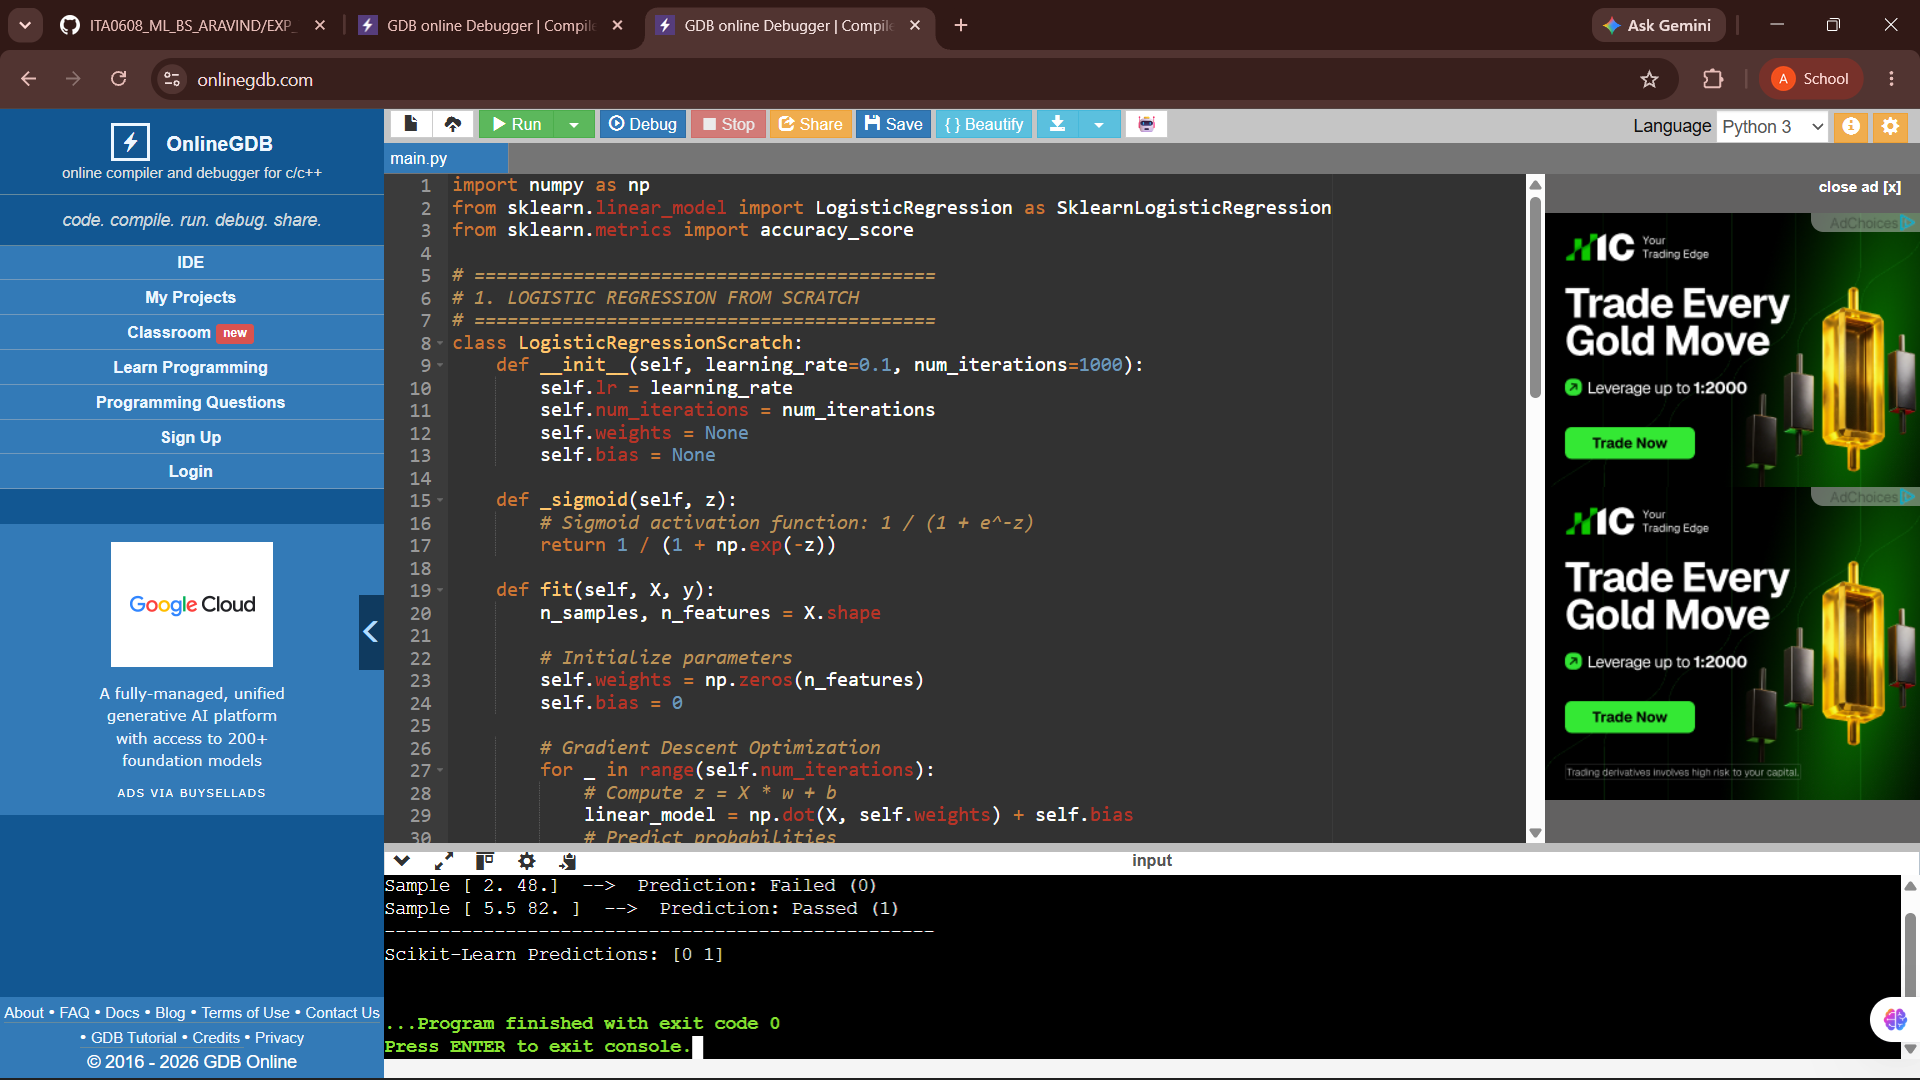 ITA0608_ML_BS_ARAVIND/EXP_
GDB online Debugger | Compile
GDB online Debugger | Compile
Ask Gemini
onlinegdb.com
A School
OnlineGDB
online compiler and debugger for c/c++
code. compile. run. debug. share.
IDE
My Projects
Classroom new
Learn Programming
Programming Questions
Sign Up
Login
Google Cloud
A fully-managed, unified
generative AI platform
with access to 200+
foundation models
ADS VIA BUYSELLADS
About • FAQ • Docs • Blog • Terms of Use • Contact Us
• GDB Tutorial • Credits • Privacy
© 2016 - 2026 GDB Online
Run Debug Stop Share Save { } Beautify
Language Python 3
main.py
1 import numpy as np
2 from sklearn.linear_model import LogisticRegression as SklearnLogisticRegression
3 from sklearn.metrics import accuracy_score
4
5 # ==========================================
6 # 1. LOGISTIC REGRESSION FROM SCRATCH
7 # ==========================================
8 class LogisticRegressionScratch:
9 def __init__(self, learning_rate=0.1, num_iterations=1000):
10 self.lr = learning_rate
11 self.num_iterations = num_iterations
12 self.weights = None
13 self.bias = None
14
15 def _sigmoid(self, z):
16 # Sigmoid activation function: 1 / (1 + e^-z)
17 return 1 / (1 + np.exp(-z))
18
19 def fit(self, X, y):
20 n_samples, n_features = X.shape
21
22 # Initialize parameters
23 self.weights = np.zeros(n_features)
24 self.bias = 0
25
26 # Gradient Descent Optimization
27 for _ in range(self.num_iterations):
28 # Compute z = X * w + b
29 linear_model = np.dot(X, self.weights) + self.bias
30 # Predict probabilities
close ad [x]
AdChoices
HIC Your Trading Edge
Trade Every
Gold Move
Leverage up to 1:2000
Trade Now
AdChoices
HIC Your Trading Edge
Trade Every
Gold Move
Leverage up to 1:2000
Trade Now
Trading derivatives involves high risk to your capital.
input
Sample [ 2. 48.] --> Prediction: Failed (0)
Sample [ 5.5 82. ] --> Prediction: Passed (1)
--------------------------------------------------
Scikit-Learn Predictions: [0 1]
...Program finished with exit code 0
Press ENTER to exit console.